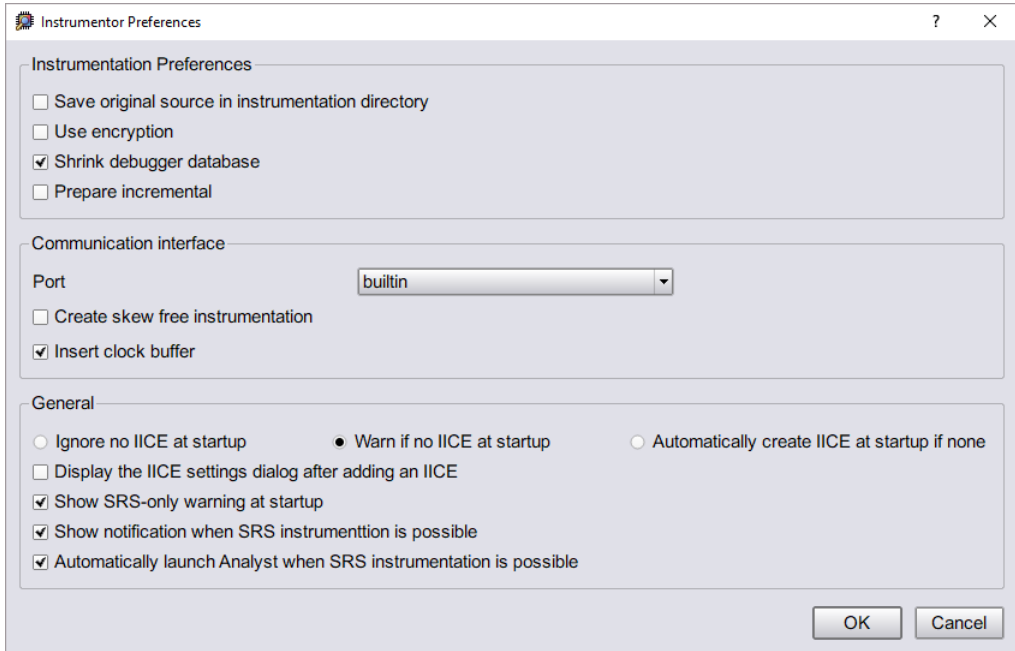 Instrumentor Preferences ?
Instrumentation Preferences
Save original source in instrumentation directory
Use encryption
Shrink debugger database
Prepare incremental
Communication interface
Port builtin
Create skew free instrumentation
Insert clock buffer
General
Ignore no IICE at startup Warn if no IICE at startup Automatically create IICE at startup if none
Display the IICE settings dialog after adding an IICE
Show SRS-only warning at startup
Show notification when SRS instrumenttion is possible
Automatically launch Analyst when SRS instrumentation is possible
OK Cancel